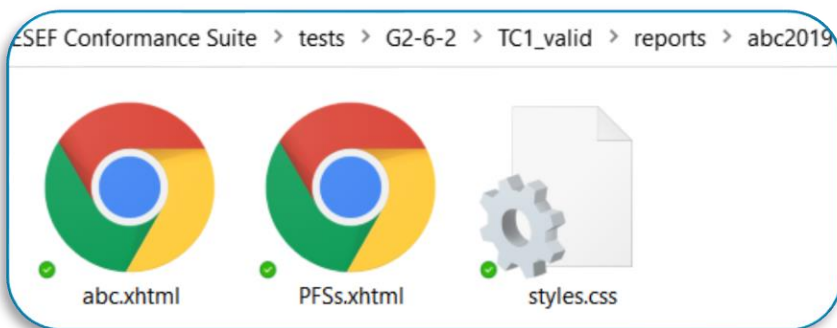 ESEF Conformance Suite > tests > G2-6-2 > TC1_valid > reports > abc2019
abc.xhtml PFSs.xhtml styles.css